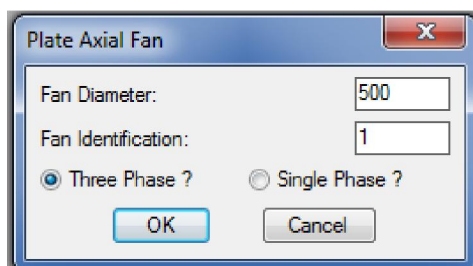 Plate Axial Fan
Fan Diameter: 500
Fan Identification: 1
Three Phase ? Single Phase ?
OK Cancel